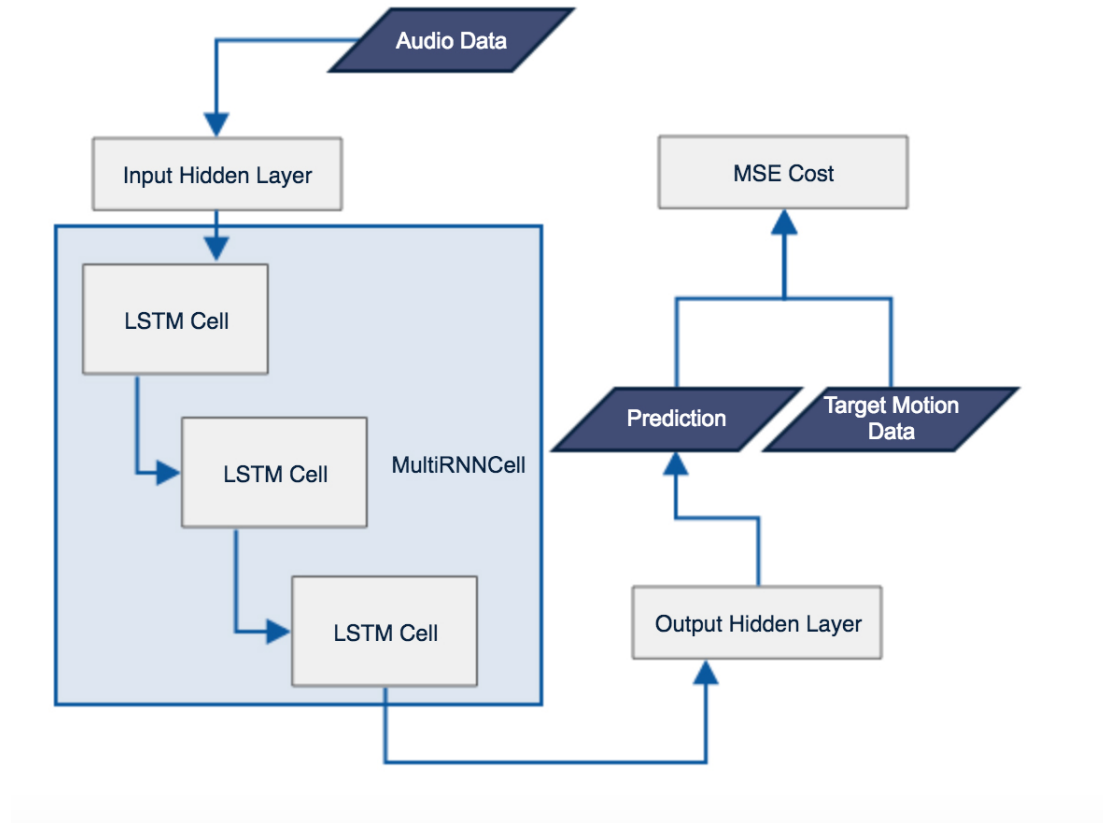 Audio Data
Input Hidden Layer
LSTM Cell
LSTM Cell
MultiRNNCell
LSTM Cell
MSE Cost
Prediction
Target Motion
Data
Output Hidden Layer